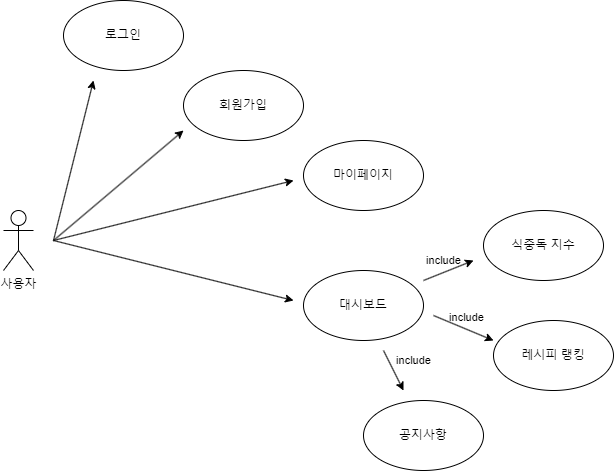 로그인
회원가입
마이페이지
사용자
대시보드
include
식중독 지수
include
레시피 랭킹
include
공지사항